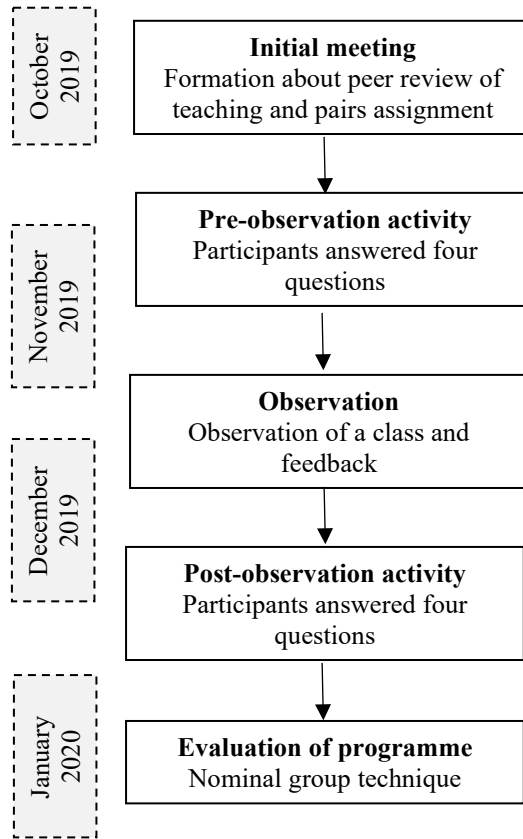 October
2019
Initial meeting
Formation about peer review of
teaching and pairs assignment
November
2019
Pre-observation activity
Participants answered four
questions
Observation
Observation of a class and
feedback
December
2019
Post-observation activity
Participants answered four
questions
January
2020
Evaluation of programme
Nominal group technique